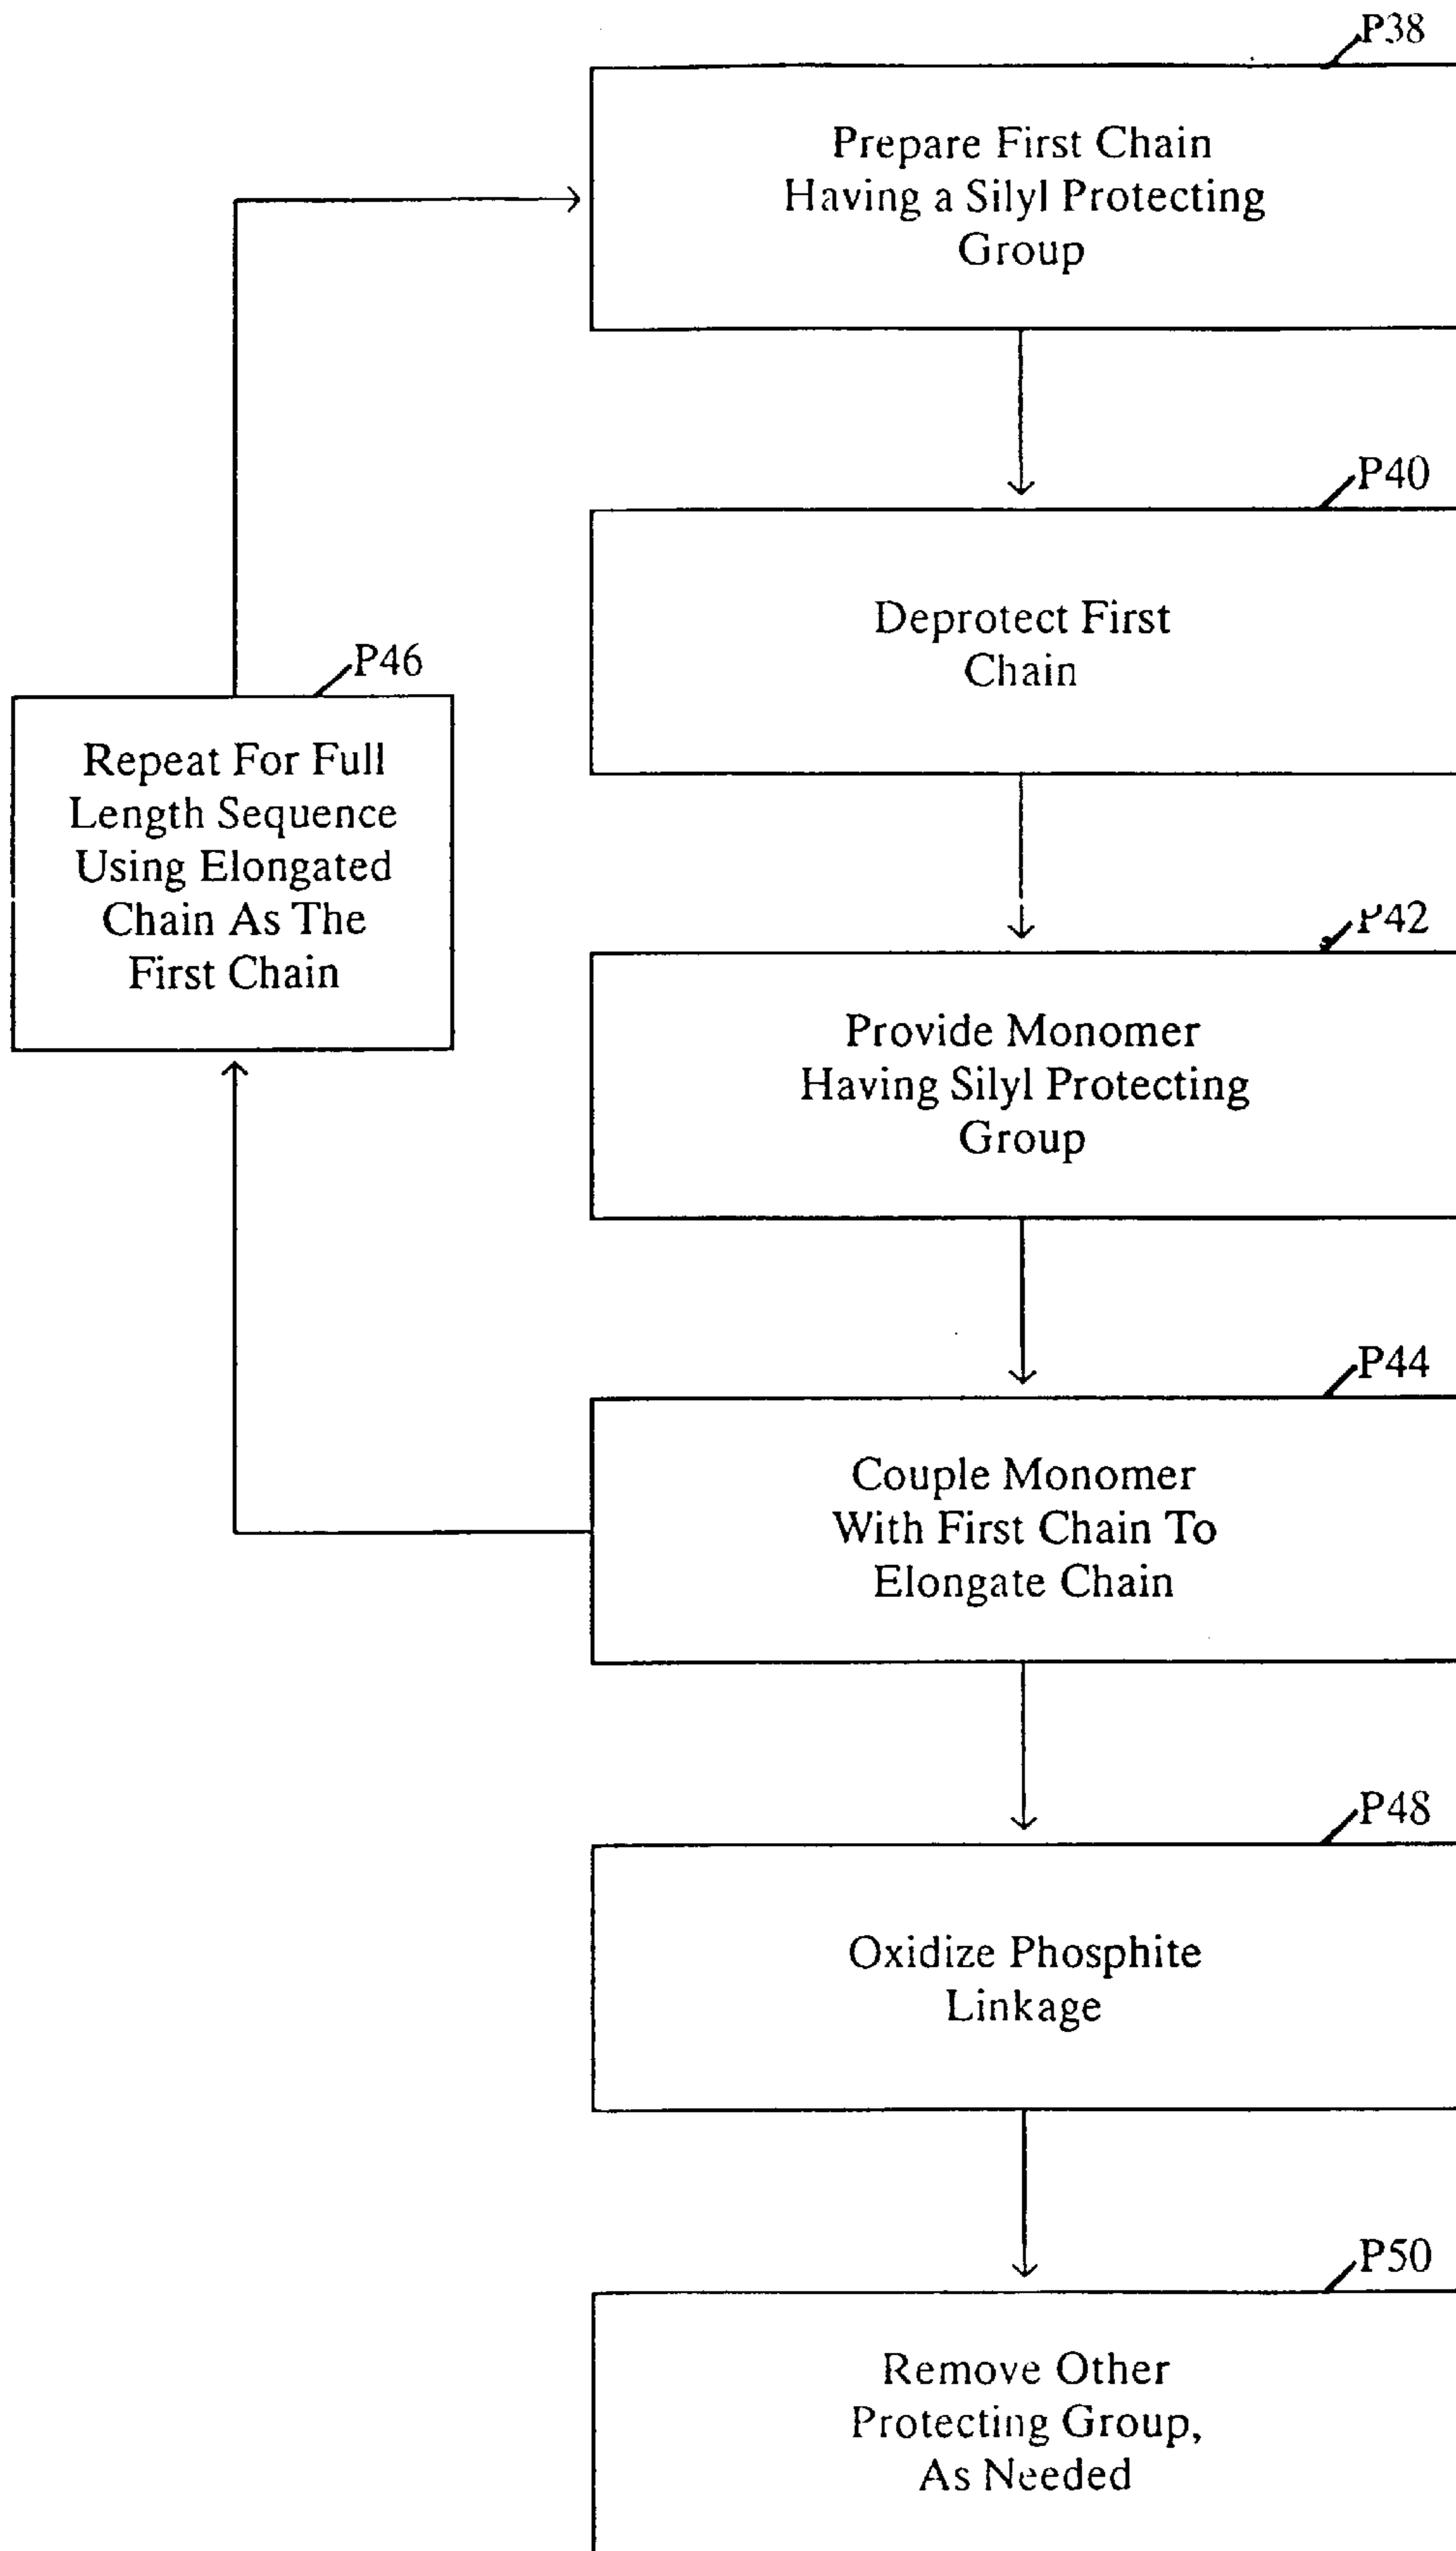 P38
Prepare First Chain
Having a Silyl Protecting
Group
P40
Deprotect First
Chain
P46
Repeat For Full
Length Sequence
Using Elongated
Chain As The
First Chain
P42
Provide Monomer
Having Silyl Protecting
Group
P44
Couple Monomer
With First Chain To
Elongate Chain
P48
Oxidize Phosphite
Linkage
P50
Remove Other
Protecting Group,
As Needed